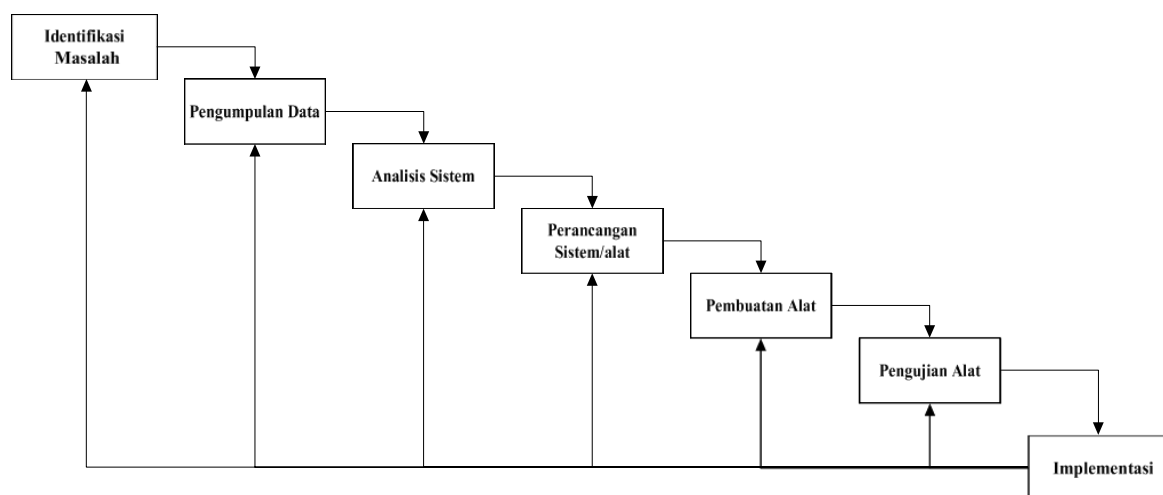 Identifikasi
Masalah
Pengumpulan Data
Analisis Sistem
Perancangan
Sistem/alat
Pembuatan Alat
Pengujian Alat
Implementasi